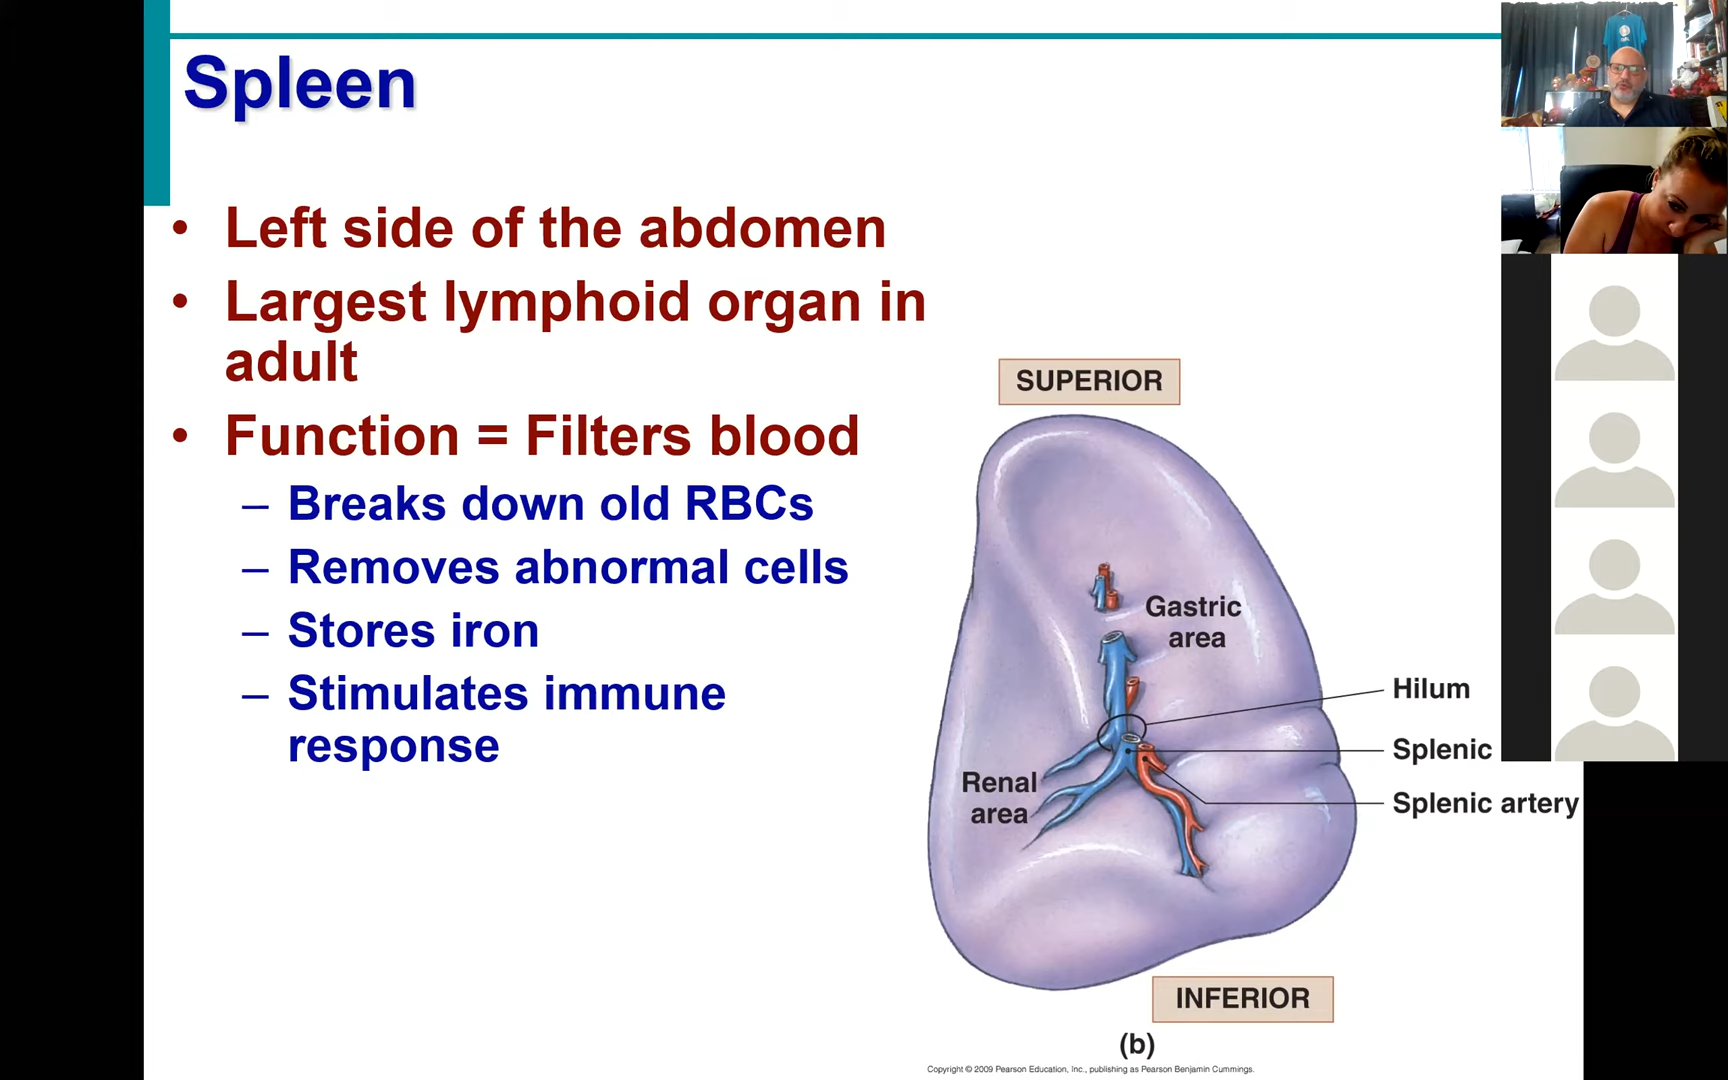 Spleen
• Left side of the abdomen
• Largest lymphoid organ in
adult
• Function = Filters blood
– Breaks down old RBCs
– Removes abnormal cells
– Stores iron
– Stimulates immune
response
SUPERIOR
Gastric
area
Hilum
Splenic
Renal
area
Splenic artery
INFERIOR
(b)
Copyright © 2009 Pearson Education, Inc., publishing as Pearson Benjamin Cummings.